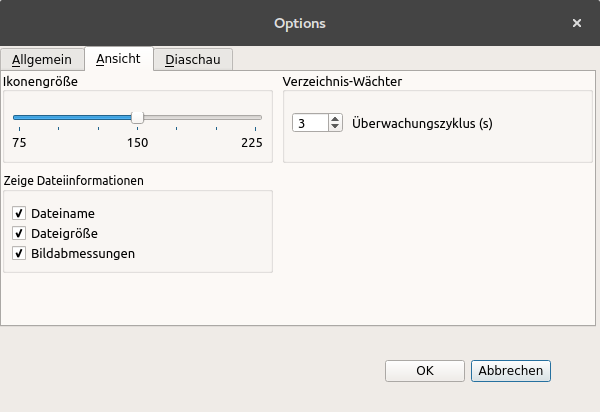 Options
Allgemein Ansicht Diaschau
Ikonengröße
75 150 225
Verzeichnis-Wächter
3 Überwachungszyklus (s)
Zeige Dateiinformationen
Dateiname
Dateigröße
Bildabmessungen
OK Abbrechen